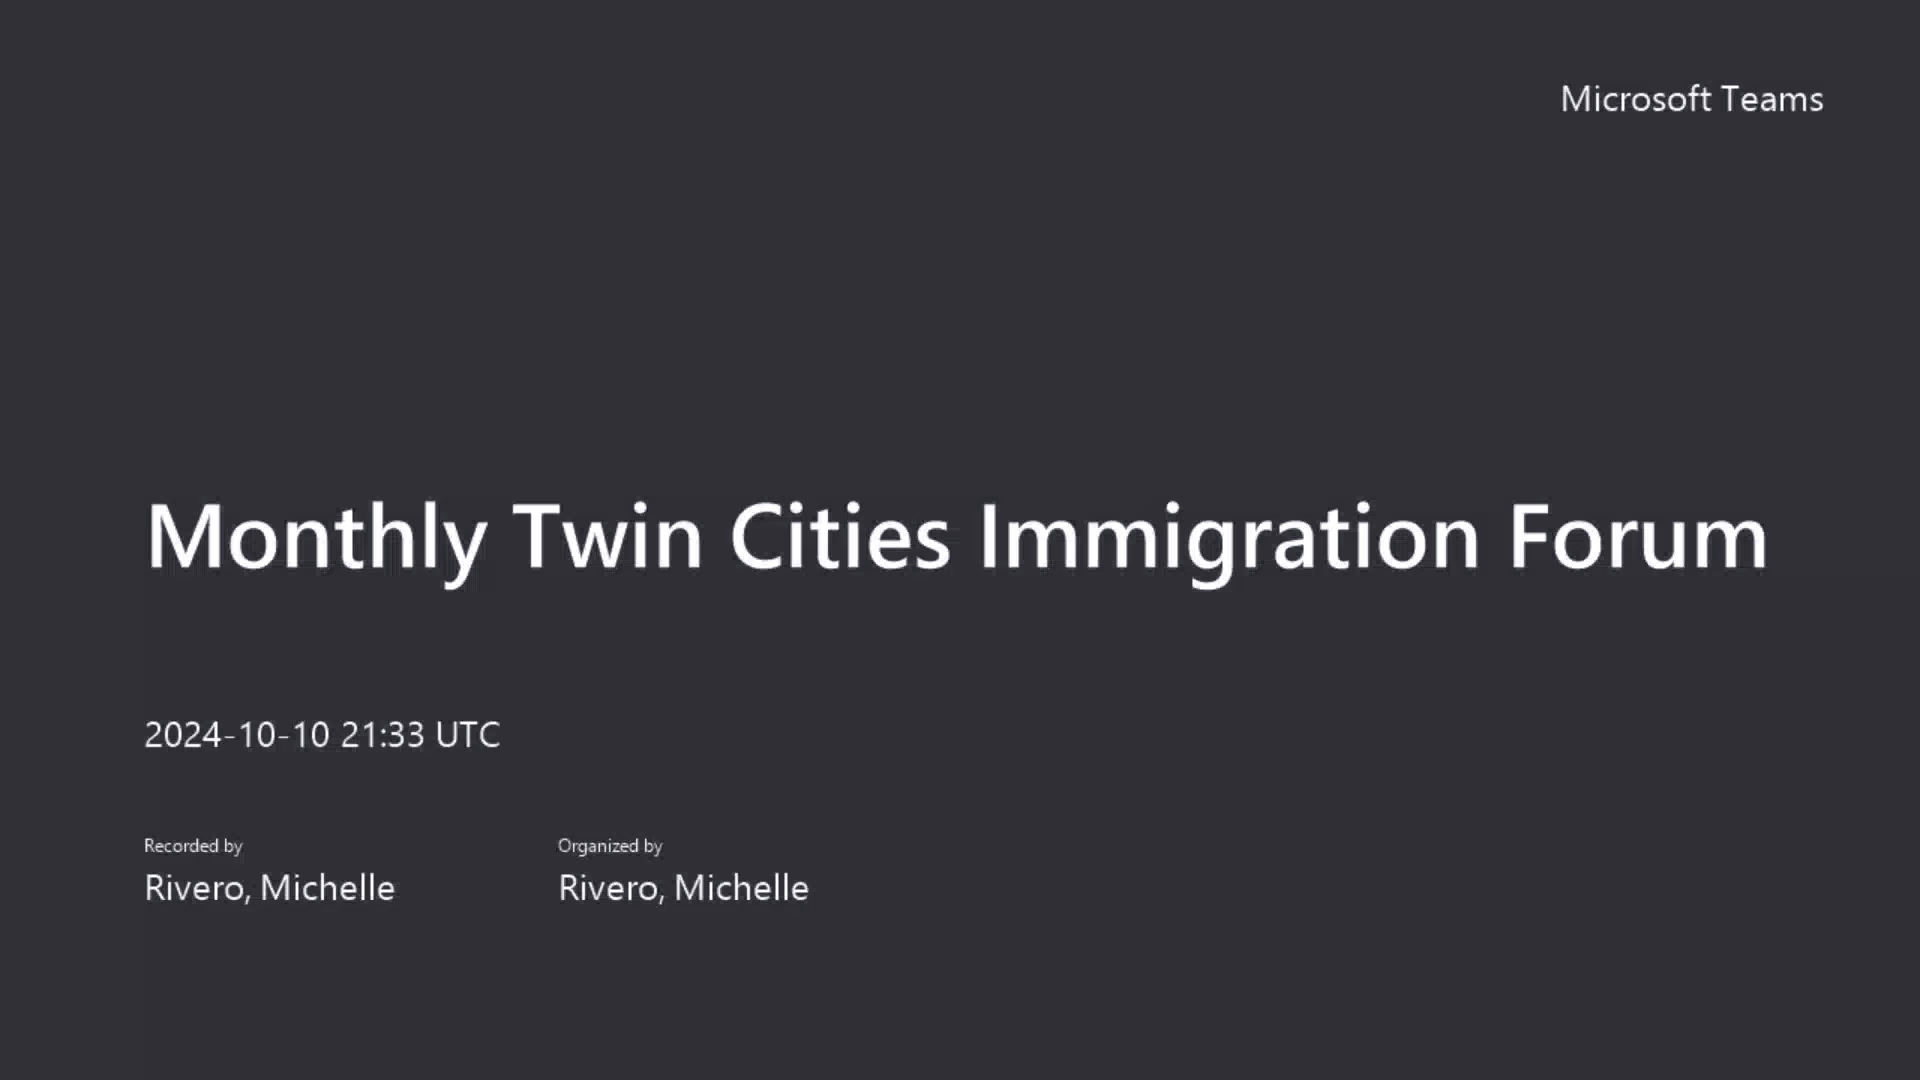 Microsoft Teams
Monthly Twin Cities Immigration Forum
2024-10-10 21:33 UTC
Recorded by
Organized by
Rivero, Michelle
Rivero, Michelle